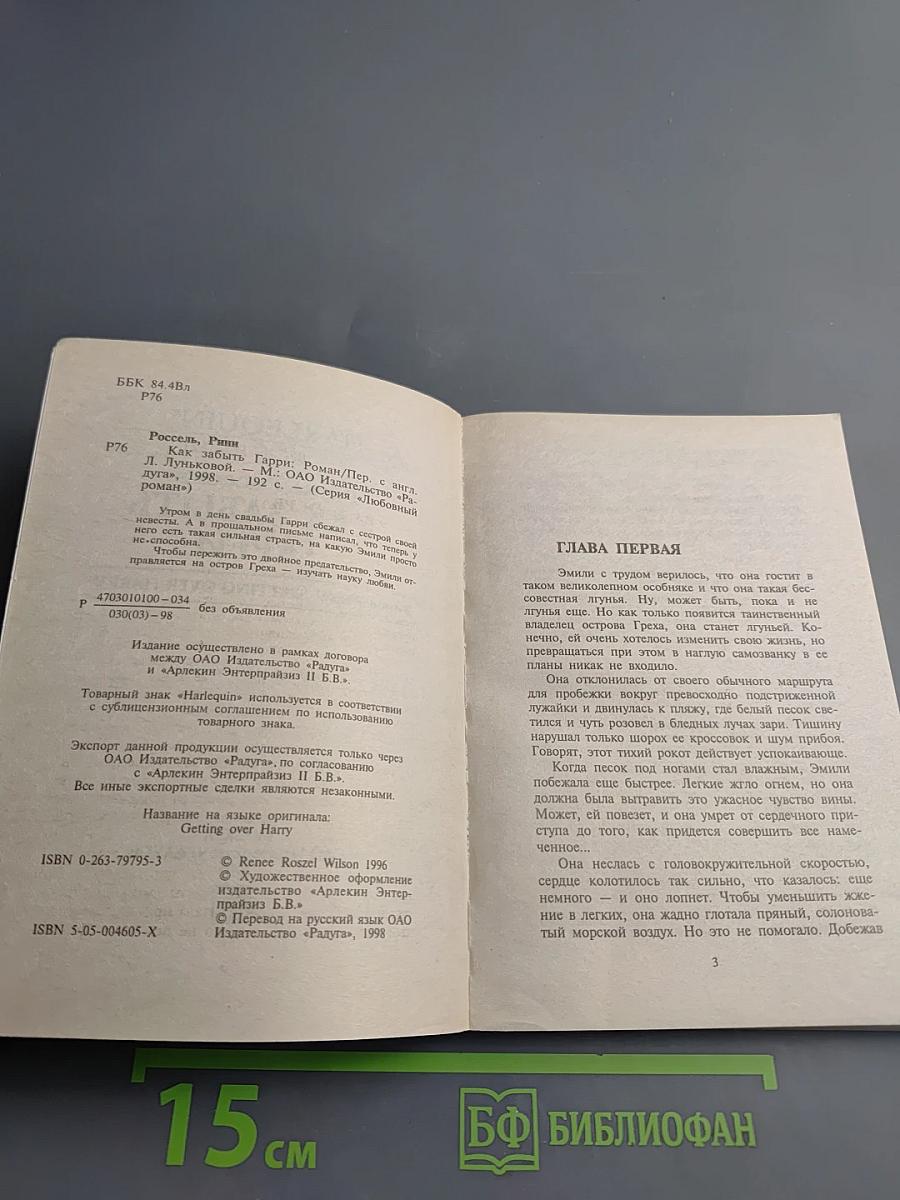 ББК 84.4Вл
Р76
Россель, Рини
Р76
Как забыть Гарри: Роман/Пер. с англ.
Л. Луньковой. — М.: ОАО Издательство «Ра-
дуга», 1998. — 192 с. — (Серия «Любовный
роман»)
Утром в день свадьбы Гарри сбежал с сестрой своей
невесты. А в прощальном письме написал, что теперь у
него есть такая сильная страсть, на какую Эмили просто
не способна.
Чтобы пережить это двойное предательство, Эмили от-
правляется на остров Греха — изучать науку любви.
Р 4703010100–034
030(03)–98 без объявления
Издание осуществлено в рамках договора
между ОАО Издательство «Радуга»
и «Арлекин Энтерпрайзиз II Б.В.».
Товарный знак «Harlequin» используется в соответствии
с сублицензионным соглашением по использованию
товарного знака.
Экспорт данной продукции осуществляется только через
ОАО Издательство «Радуга», по согласованию
с «Арлекин Энтерпрайзиз II Б.В.».
Все иные экспортные сделки являются незаконными.
Название на языке оригинала:
Getting over Harry
ISBN 0-263-79795-3
© Renee Roszel Wilson 1996
© Художественное оформление
издательство «Арлекин Энтер-
прайзиз Б.В.»
© Перевод на русский язык ОАО
Издательство «Радуга», 1998
ISBN 5-05-004605-X
ГЛАВА ПЕРВАЯ
Эмили с трудом верилось, что она гостит в
таком великолепном особняке и что она такая бес-
совестная лгунья. Ну, может быть, пока и не
лгунья еще. Но как только появится таинственный
владелец острова Греха, она станет лгуньей. Ко-
нечно, ей очень хотелось изменить свою жизнь, но
превращаться при этом в наглую самозванку в ее
планы никак не входило.
Она отклонилась от своего обычного маршрута
для пробежки вокруг превосходно подстриженной
лужайки и двинулась к пляжу, где белый песок све-
тился и чуть розовел в бледных лучах зари. Тишину
нарушал только шорох ее кроссовок и шум прибоя.
Говорят, этот тихий рокот действует успокаивающе.
Когда песок под ногами стал влажным, Эмили
побежала еще быстрее. Легкие жгло огнем, но она
должна была вытравить это ужасное чувство вины.
Может, ей повезет, и она умрет от сердечного при-
ступа до того, как придется совершить все наме-
ченное...
Она неслась с головокружительной скоростью,
сердце колотилось так сильно, что казалось: еще
немного — и оно лопнет. Чтобы уменьшить жже-
ние в легких, она жадно глотала пряный, солонова-
тый морской воздух. Но это не помогало. Добежав
3
15 см
БФ БИБЛИОФАН